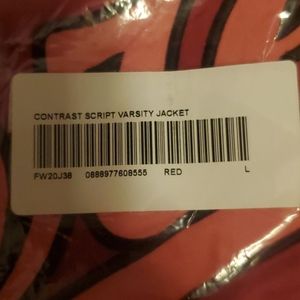 CONTRAST SCRIPT VARSITY JACKET
FW20J38 0888977608555 RED L